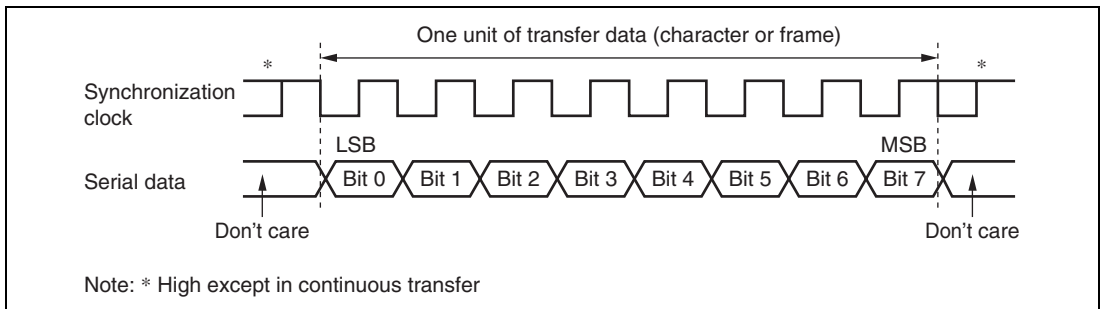 One unit of transfer data (character or frame)
* *
Synchronization
clock
LSB MSB
Serial data Bit 0 Bit 1 Bit 2 Bit 3 Bit 4 Bit 5 Bit 6 Bit 7
Don't care Don't care
Note: * High except in continuous transfer